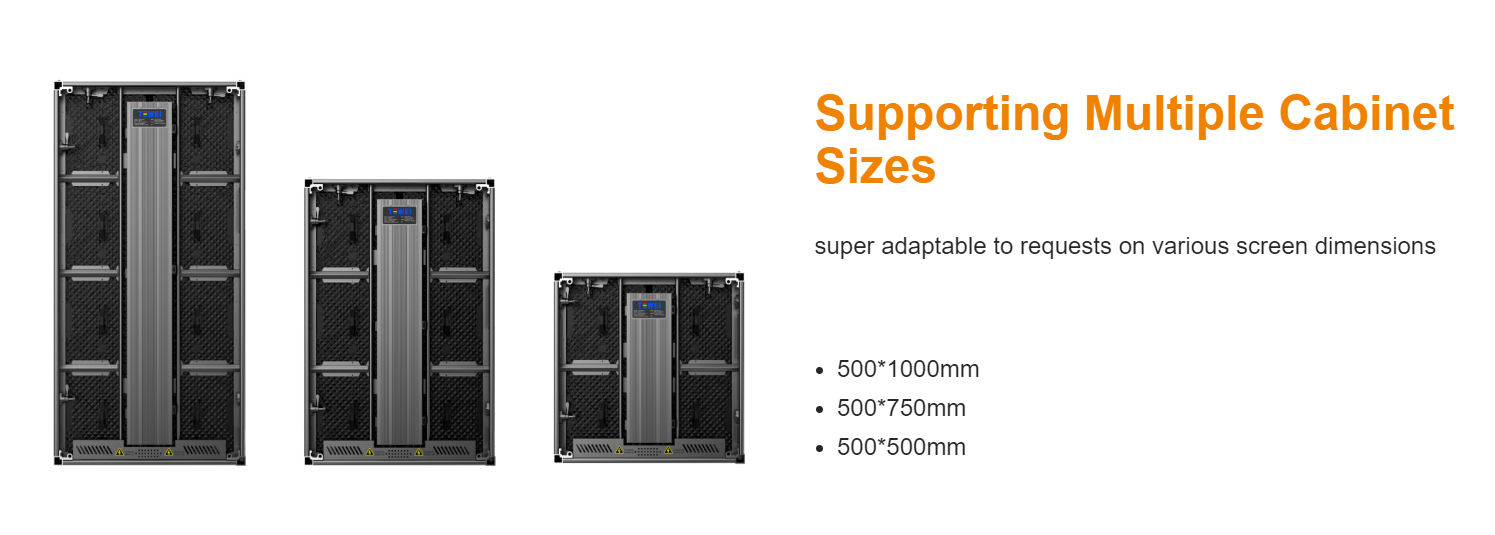 Supporting Multiple Cabinet
Sizes
super adaptable to requests on various screen dimensions
500*1000mm
500*750mm
500*500mm